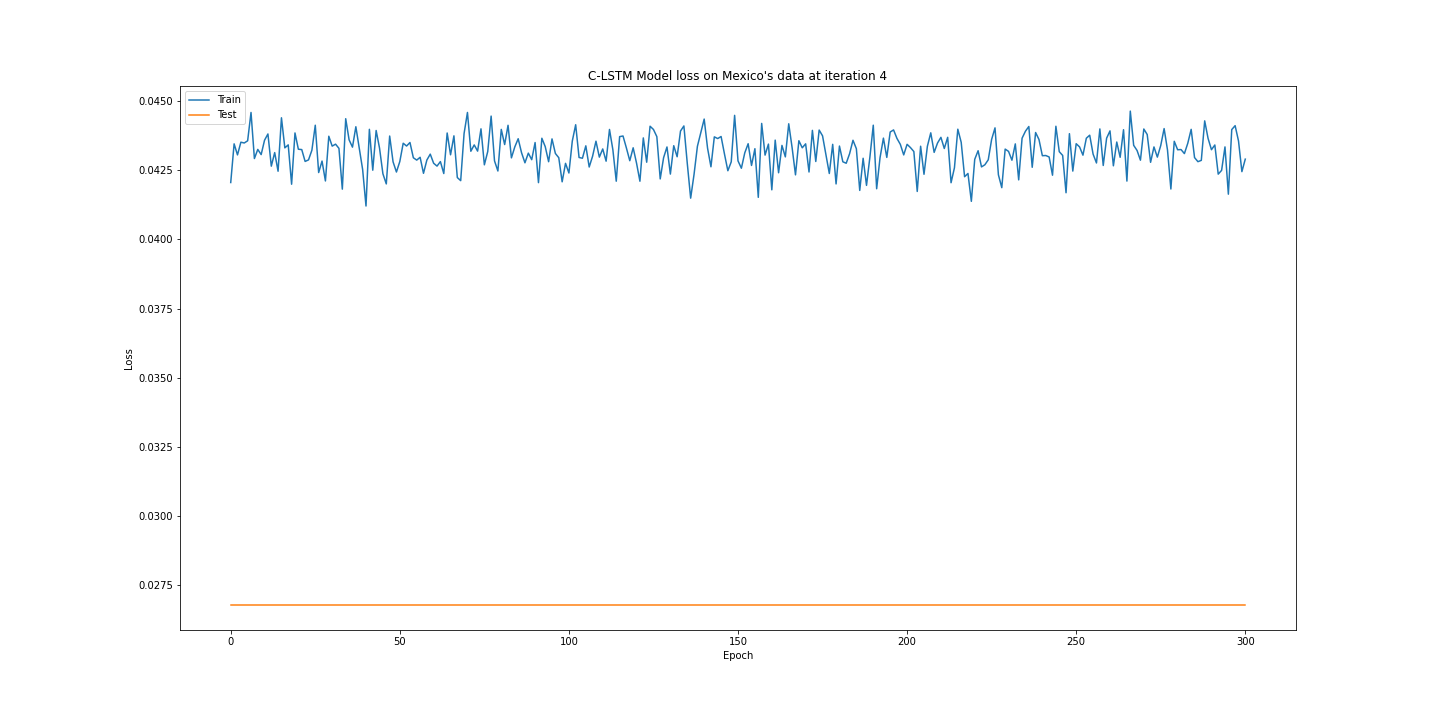 C-LSTM Model loss on Mexico's data at iteration 4
Train
Test
0.0450
0.0425
0.0400
0.0375
0.0350
0.0325
0.0300
0.0275
Loss
0 50 100 150 200 250 300
Epoch